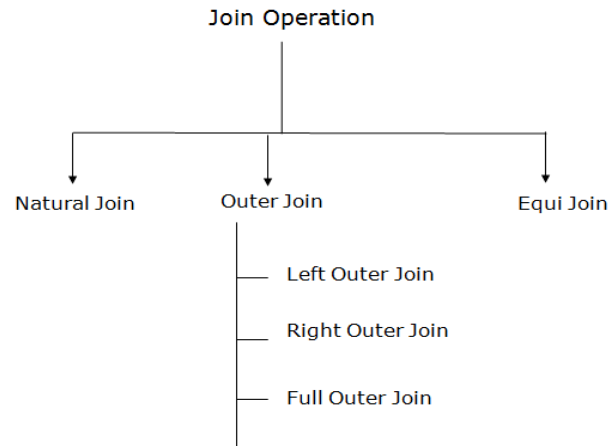 Join Operation
Natural Join
Outer Join
Equi Join
Left Outer Join
Right Outer Join
Full Outer Join